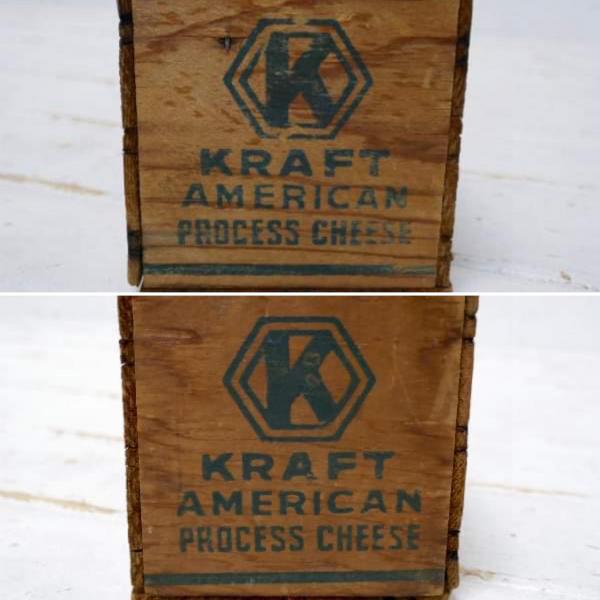 K
KRAFT
AMERICAN
PROCESS CHEESE
K
KRAFT
AMERICAN
PROCESS CHEESE